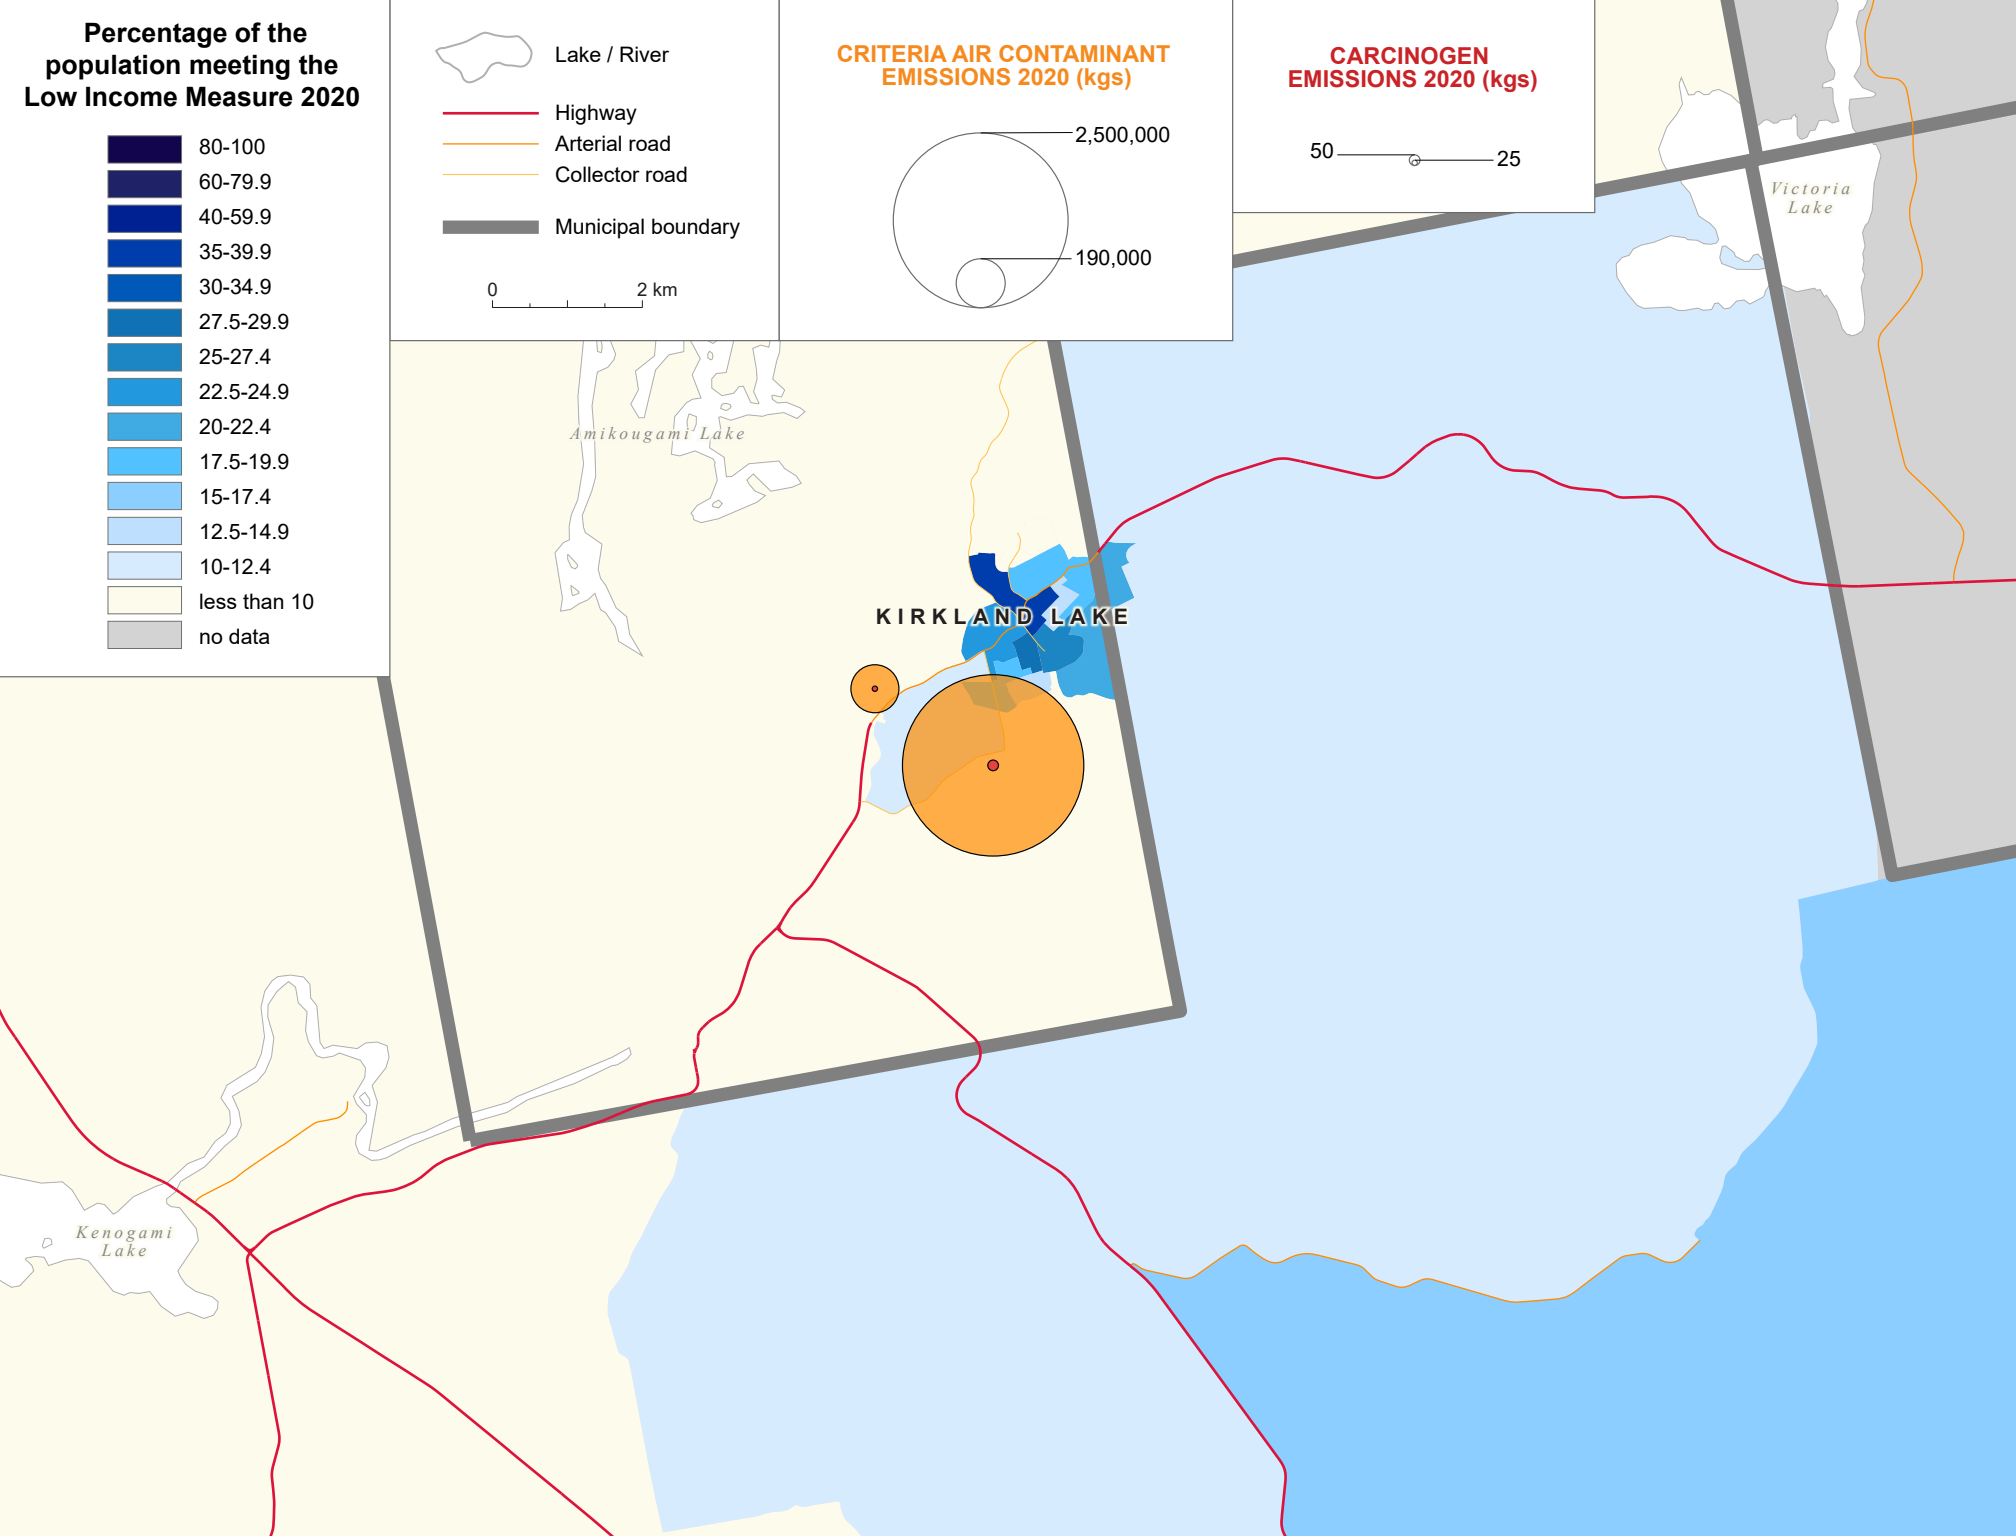 Percentage of the
population meeting the
Low Income Measure 2020
80-100
60-79.9
40-59.9
35-39.9
30-34.9
27.5-29.9
25-27.4
22.5-24.9
20-22.4
17.5-19.9
15-17.4
12.5-14.9
10-12.4
less than 10
no data
Lake / River
Highway
Arterial road
Collector road
Municipal boundary
0 2 km
CRITERIA AIR CONTAMINANT
EMISSIONS 2020 (kgs)
2,500,000
190,000
CARCINOGEN
EMISSIONS 2020 (kgs)
50 25
Victoria
Lake
Amikougami Lake
KIRKLAND LAKE
Kenogami
Lake